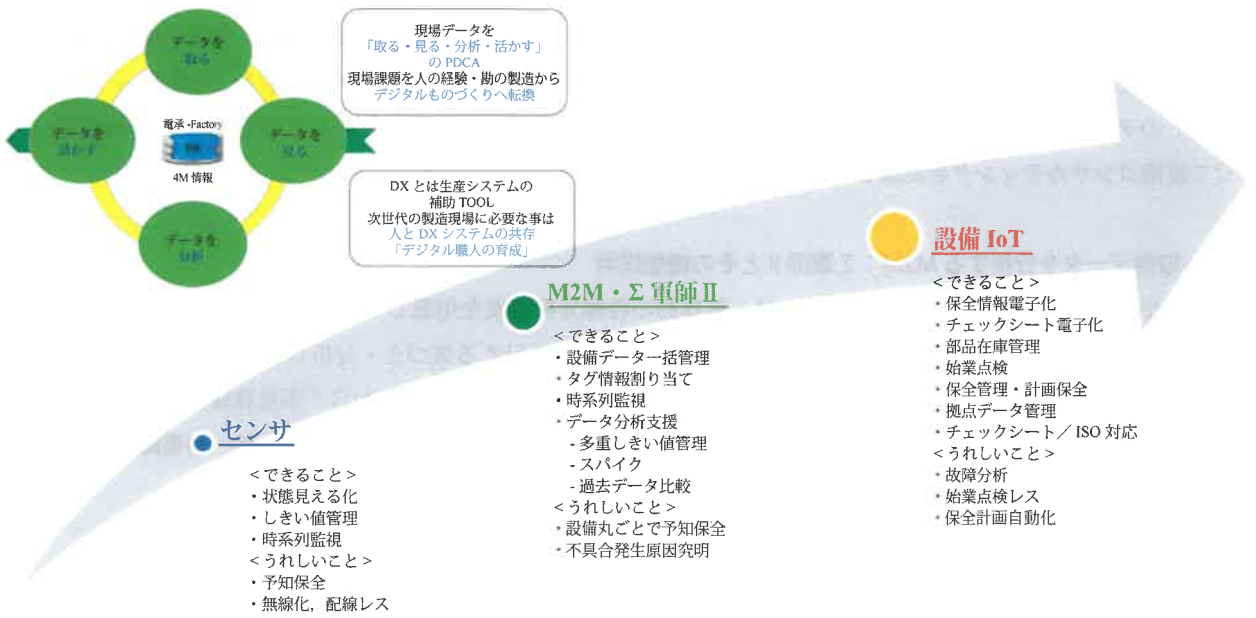 データを
取る
データを
活かす
電承 -Factory
4M 情報
データを
見る
データを
分析
現場データを
「取る・見る・分析・活かす」
の PDCA
現場課題を人の経験・勘の製造から
デジタルものづくりへ転換
DX とは生産システムの
補助 TOOL
次世代の製造現場に必要な事は
人と DX システムの共存
「デジタル職人の育成」
センサ
<できること>
・状態見える化
・しきい値管理
・時系列監視
<うれしいこと>
・予知保全
・無線化，配線レス
M2M・Σ 軍師Ⅱ
<できること>
・設備データ一括管理
・タグ情報割り当て
・時系列監視
・データ分析支援
- 多重しきい値管理
- スパイク
- 過去データ比較
<うれしいこと>
・設備丸ごとで予知保全
・不具合発生原因究明
設備 IoT
<できること>
・保全情報電子化
・チェックシート電子化
・部品在庫管理
・始業点検
・保全管理・計画保全
・拠点データ管理
・チェックシート／ ISO 対応
<うれしいこと>
・故障分析
・始業点検レス
・保全計画自動化